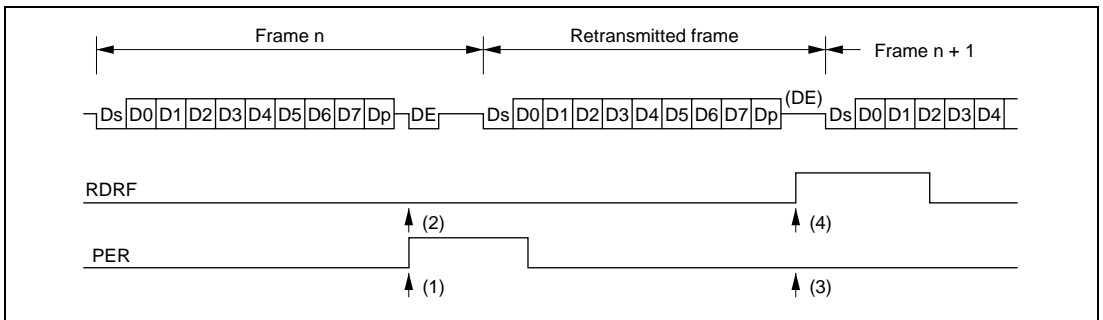 Frame n Retransmitted frame Frame n + 1
Ds D0 D1 D2 D3 D4 D5 D6 D7 Dp DE Ds D0 D1 D2 D3 D4 D5 D6 D7 Dp (DE) Ds D0 D1 D2 D3 D4
RDRF
(2) (4)
PER
(1) (3)